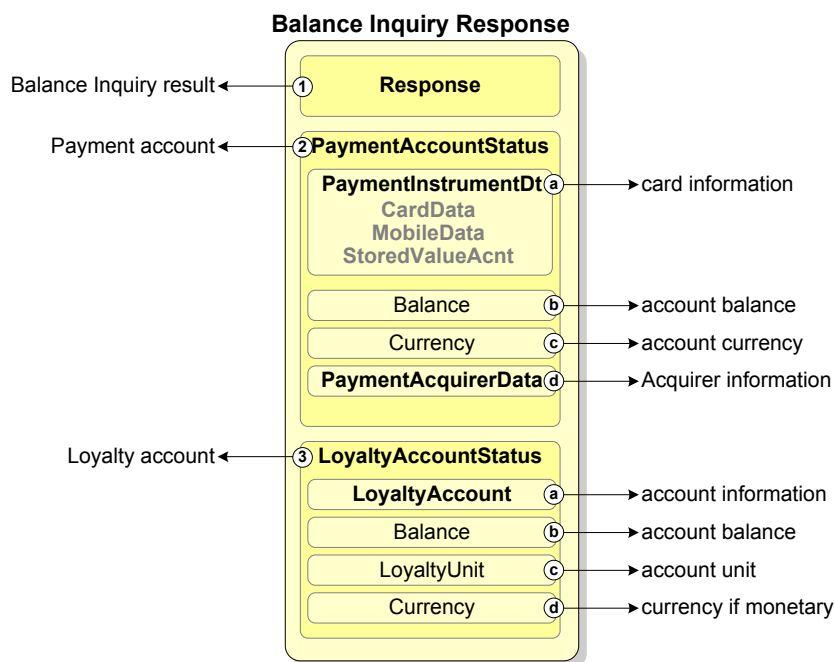 Balance Inquiry Response
Balance Inquiry result 1 Response
Payment account 2 PaymentAccountStatus
PaymentInstrumentDt a card information
CardData
MobileData
StoredValueAcnt
Balance b account balance
Currency c account currency
PaymentAcquirerData d Acquirer information
Loyalty account 3 LoyaltyAccountStatus
LoyaltyAccount a account information
Balance b account balance
LoyaltyUnit c account unit
Currency d currency if monetary